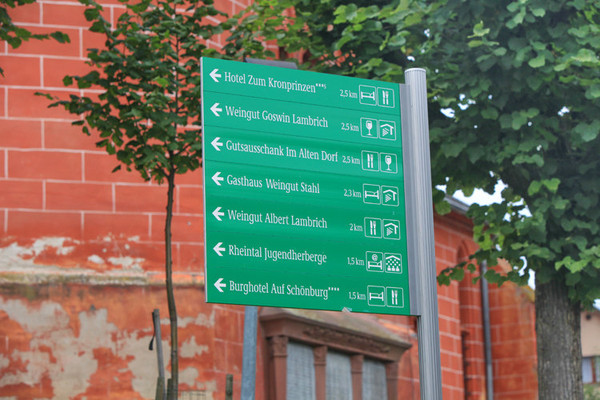 Hotel Zum Kronprinzen***S 2,5 km
Weingut Goswin Lambrich 2,5 km
Gutsausschank Im Alten Dorf 2,5 km
Gasthaus Weingut Stahl 2,3 km
Weingut Albert Lambrich 2 km
Rheintal Jugendherberge 1,5 km
Burghotel Auf Schönburg**** 1,5 km